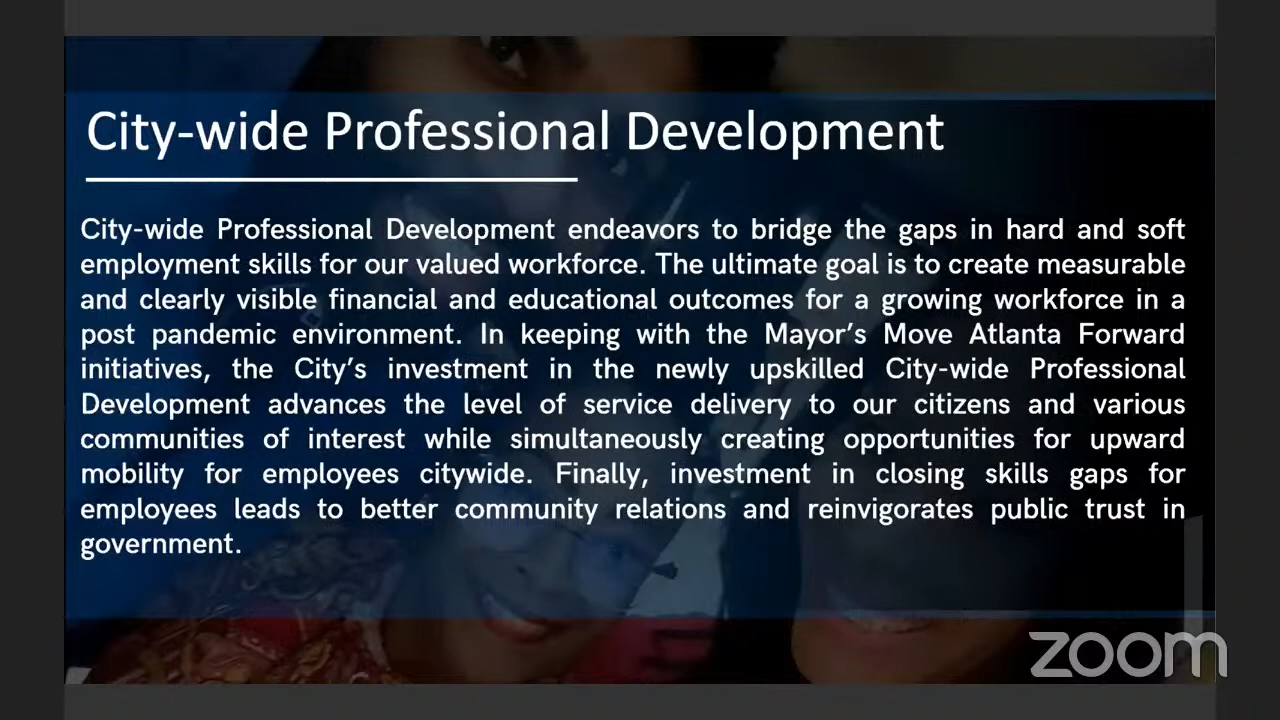 City-wide Professional Development
City-wide Professional Development endeavors to bridge the gaps in hard and soft
employment skills for our valued workforce. The ultimate goal is to create measurable
and clearly visible financial and educational outcomes for a growing workforce in a
post pandemic environment. In keeping with the Mayor’s Move Atlanta Forward
initiatives, the City’s investment in the newly upskilled City-wide Professional
Development advances the level of service delivery to our citizens and various
communities of interest while simultaneously creating opportunities for upward
mobility for employees citywide. Finally, investment in closing skills gaps for
employees leads to better community relations and reinvigorates public trust in
government.
zoom